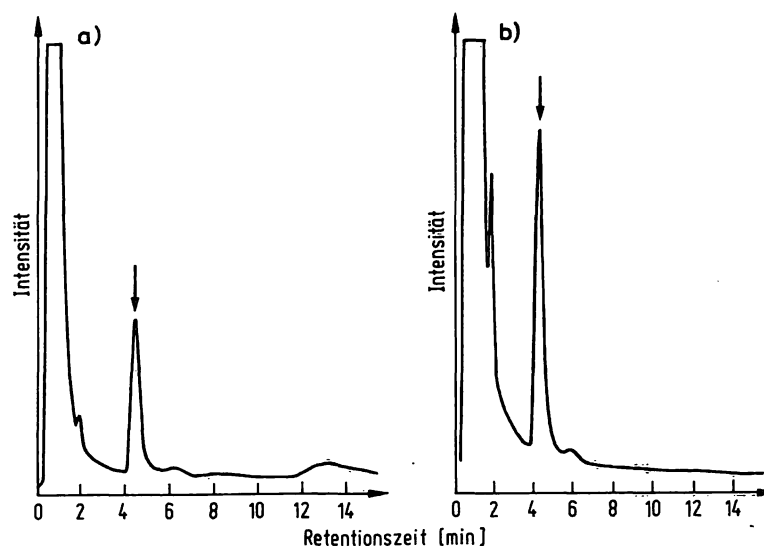 a)
Intensität
0 2 4 6 8 10 12 14
b)
Intensität
0 2 4 6 8 10 12 14
Retentionszeit [min]